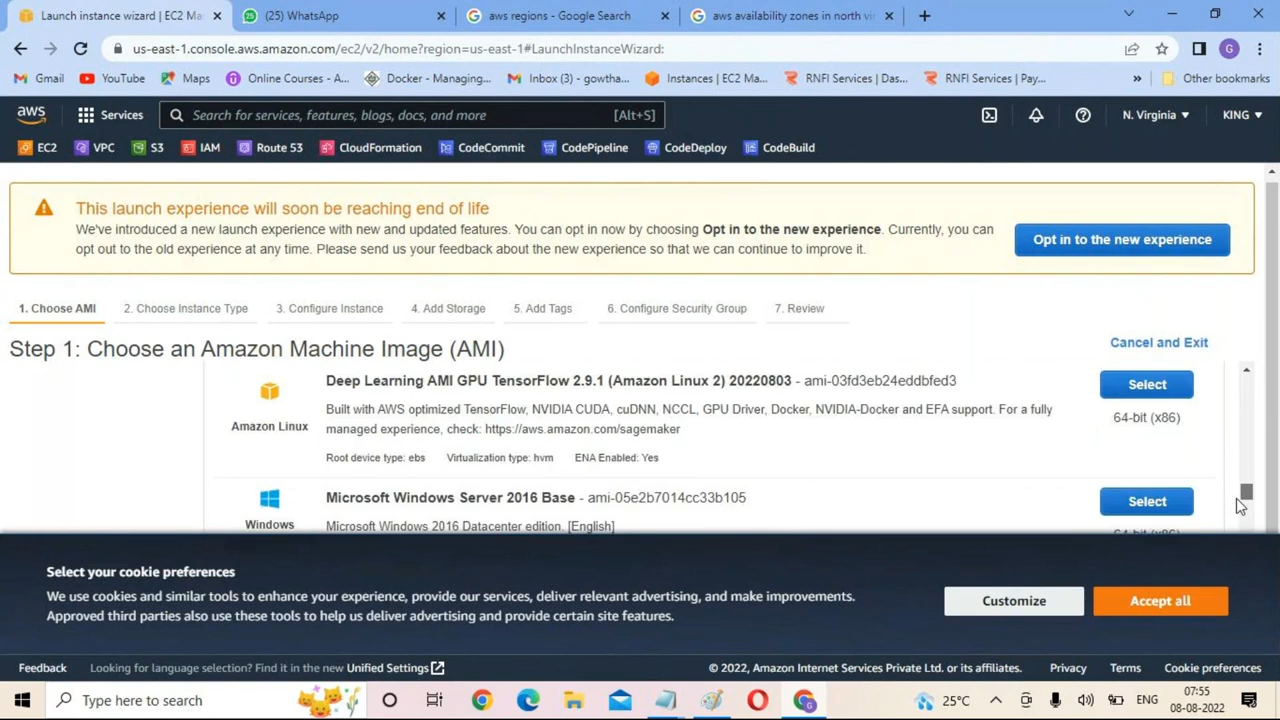 Launch instance wizard | EC2 Ma
(25) WhatsApp
aws regions - Google Search
aws availability zones in north vi
us-east-1.console.aws.amazon.com/ec2/v2/home?region=us-east-1#LaunchInstanceWizard:
G
Gmail
YouTube
Maps
Online Courses - A...
Docker - Managing...
Inbox (3) - gowtha...
Instances | EC2 Ma...
RNFI Services | Das...
RNFI Services | Pay...
»
Other bookmarks
aws
Services
Search for services, features, blogs, docs, and more
[Alt+S]
N. Virginia
KING
EC2
VPC
S3
IAM
Route 53
CloudFormation
CodeCommit
CodePipeline
CodeDeploy
CodeBuild
This launch experience will soon be reaching end of life
We've introduced a new launch experience with new and updated features. You can opt in now by choosing Opt in to the new experience. Currently, you can
opt out to the old experience at any time. Please send us your feedback about the new experience so that we can continue to improve it.
Opt in to the new experience
1. Choose AMI
2. Choose Instance Type
3. Configure Instance
4. Add Storage
5. Add Tags
6. Configure Security Group
7. Review
Step 1: Choose an Amazon Machine Image (AMI)
Cancel and Exit
Deep Learning AMI GPU TensorFlow 2.9.1 (Amazon Linux 2) 20220803 - ami-03fd3eb24eddbfed3
Select
Amazon Linux
Built with AWS optimized TensorFlow, NVIDIA CUDA, cuDNN, NCCL, GPU Driver, Docker, NVIDIA-Docker and EFA support. For a fully
managed experience, check: https://aws.amazon.com/sagemaker
64-bit (x86)
Root device type: ebs
Virtualization type: hvm
ENA Enabled: Yes
Microsoft Windows Server 2016 Base - ami-05e2b7014cc33b105
Select
Windows
Microsoft Windows 2016 Datacenter edition. [English]
64-bit (x86)
Select your cookie preferences
We use cookies and similar tools to enhance your experience, provide our services, deliver relevant advertising, and make improvements.
Approved third parties also use these tools to help us deliver advertising and provide certain site features.
Customize
Accept all
Feedback
Looking for language selection? Find it in the new Unified Settings
© 2022, Amazon Internet Services Private Ltd. or its affiliates.
Privacy
Terms
Cookie preferences
Type here to search
25°C
ENG
07:55
08-08-2022